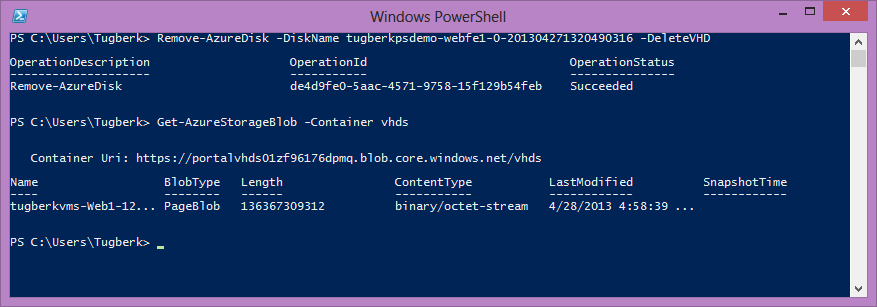 Windows PowerShell
PS C:\Users\Tugberk> Remove-AzureDisk -DiskName tugberkpsdemo-webfe1-0-201304271320490316 -DeleteVHD
OperationDescription OperationId OperationStatus
-------------------- ----------- ---------------
Remove-AzureDisk de4d9fe0-5aac-4571-9758-15f129b54feb Succeeded
PS C:\Users\Tugberk> Get-AzureStorageBlob -Container vhds
Container Uri: https://portalvhds01zf96176dpmq.blob.core.windows.net/vhds
Name BlobType Length ContentType LastModified SnapshotTime
---- -------- ------ ----------- ------------ ------------
tugberkvms-Web1-12... PageBlob 136367309312 binary/octet-stream 4/28/2013 4:58:39 ...
PS C:\Users\Tugberk>